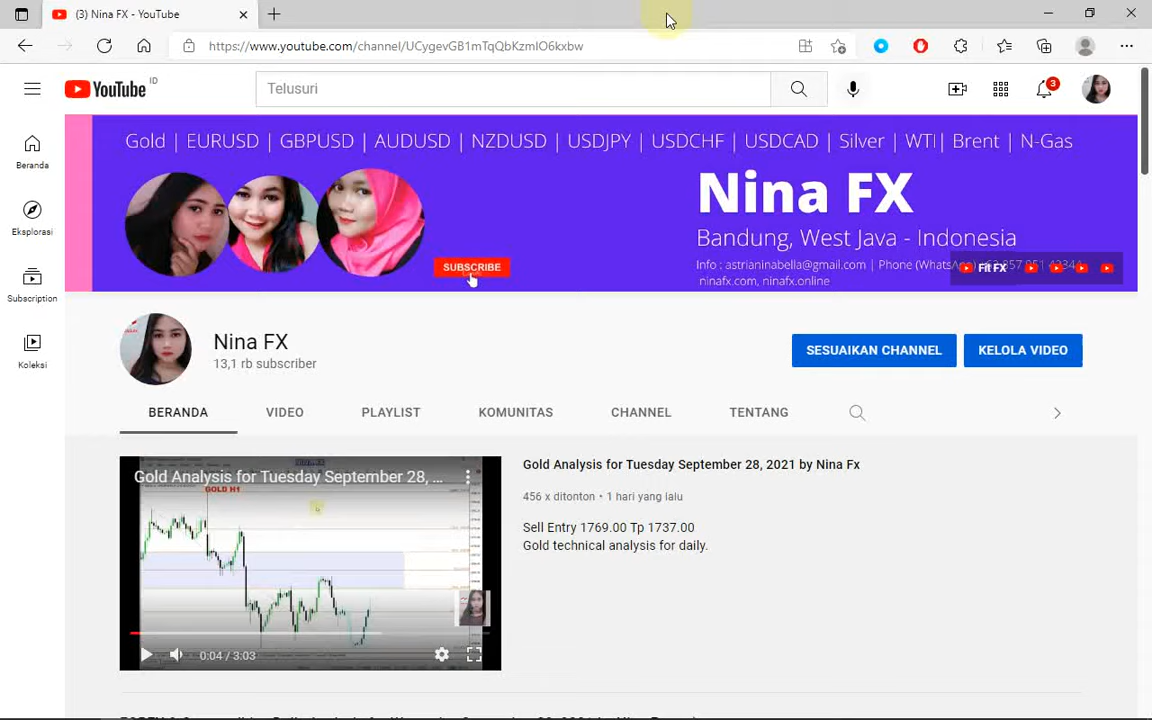 (3) Nina FX - YouTube
https://www.youtube.com/channel/UCygevGB1mTqQbKzmIO6kxbw
YouTube ID
Telusuri
3
Beranda
Eksplorasi
Subscription
Koleksi
Gold | EURUSD | GBPUSD | AUDUSD | NZDUSD | USDJPY | USDCHF | USDCAD | Silver | WTI| Brent | N-Gas
Nina FX
Bandung, West Java - Indonesia
SUBSCRIBE
Info : astrianinabella@gmail.com | Phone (WhatsApp)
Fit FX
ninafx.com, ninafx.online
Nina FX
13,1 rb subscriber
SESUAIKAN CHANNEL
KELOLA VIDEO
BERANDA VIDEO PLAYLIST KOMUNITAS CHANNEL TENTANG
Gold Analysis for Tuesday September 28, ...
GOLD H1
0:04 / 3:03
Gold Analysis for Tuesday September 28, 2021 by Nina Fx
456 x ditonton • 1 hari yang lalu
Sell Entry 1769.00 Tp 1737.00
Gold technical analysis for daily.